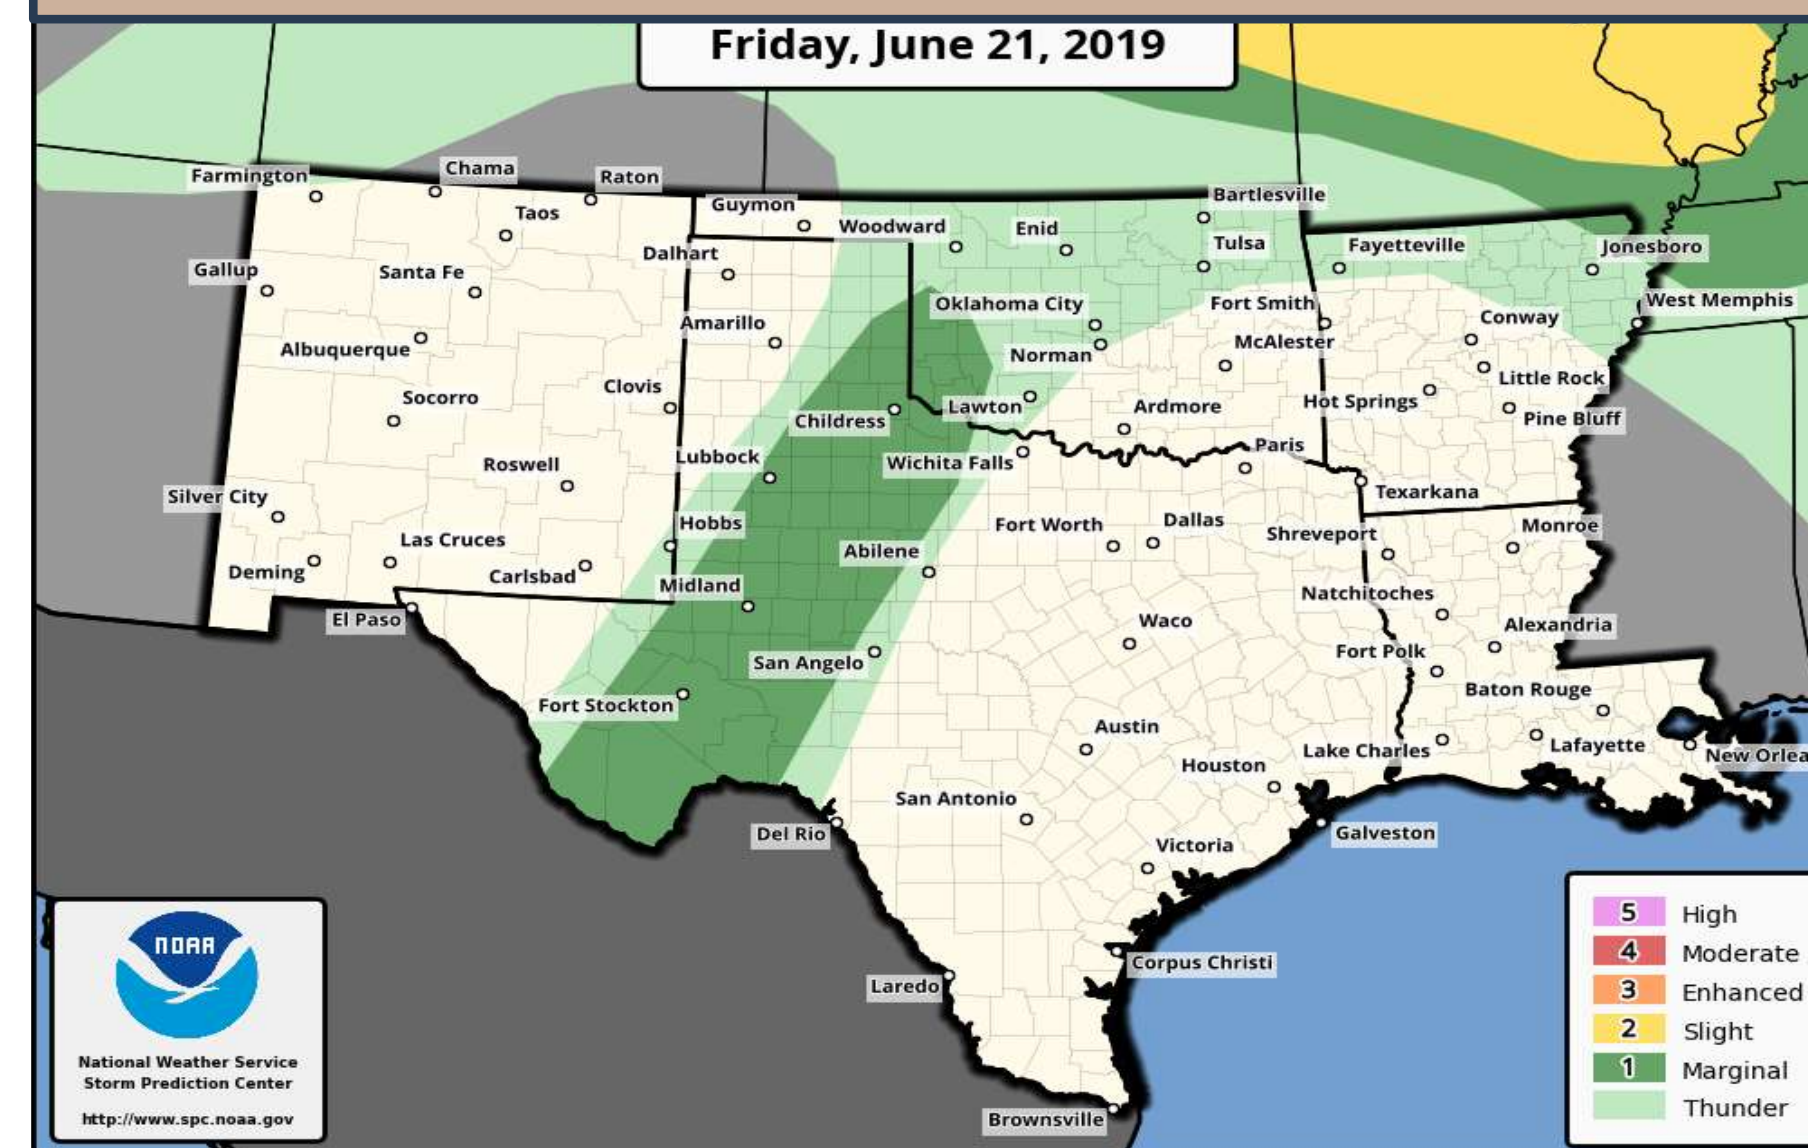 Friday, June 21, 2019
Farmington
Chama
Raton
Taos
Guymon
Woodward
Enid
Bartlesville
Tulsa
Fayetteville
Jonesboro
Gallup
Santa Fe
Dalhart
Oklahoma City
Fort Smith
West Memphis
Albuquerque
Amarillo
Norman
McAlester
Conway
Socorro
Clovis
Childress
Lawton
Ardmore
Hot Springs
Little Rock
Pine Bluff
Roswell
Lubbock
Wichita Falls
Paris
Texarkana
Silver City
Hobbs
Fort Worth
Dallas
Shreveport
Monroe
Deming
Las Cruces
Carlsbad
Midland
Abilene
Natchitoches
El Paso
Waco
Alexandria
San Angelo
Fort Polk
Fort Stockton
Baton Rouge
Austin
Houston
Lake Charles
Lafayette
New Orlea
San Antonio
Del Rio
Galveston
Victoria
Laredo
Corpus Christi
Brownsville
NOAA
National Weather Service
Storm Prediction Center
http://www.spc.noaa.gov
5 High
4 Moderate
3 Enhanced
2 Slight
1 Marginal
Thunder